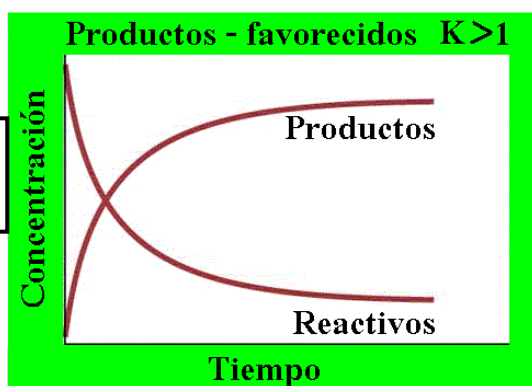 Productos - favorecidos K>1
Concentración
Productos
Reactivos
Tiempo